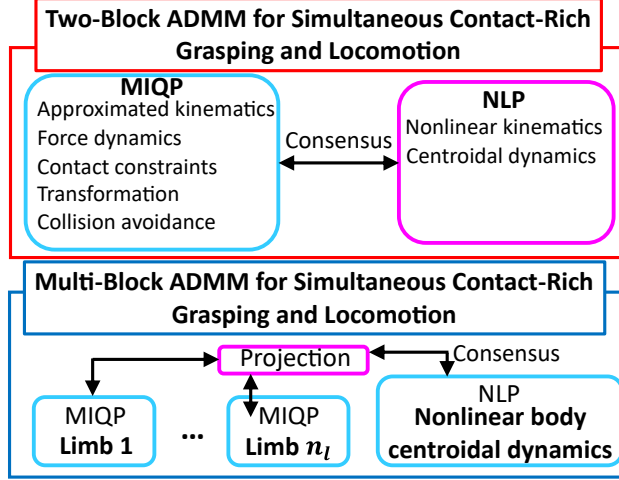 Two-Block ADMM for Simultaneous Contact-Rich
Grasping and Locomotion
MIQP
Approximated kinematics
Force dynamics
Contact constraints
Transformation
Collision avoidance
Consensus
NLP
Nonlinear kinematics
Centroidal dynamics
Multi-Block ADMM for Simultaneous Contact-Rich
Grasping and Locomotion
Projection
Consensus
MIQP
Limb 1
...
MIQP
Limb n_l
NLP
Nonlinear body
centroidal dynamics